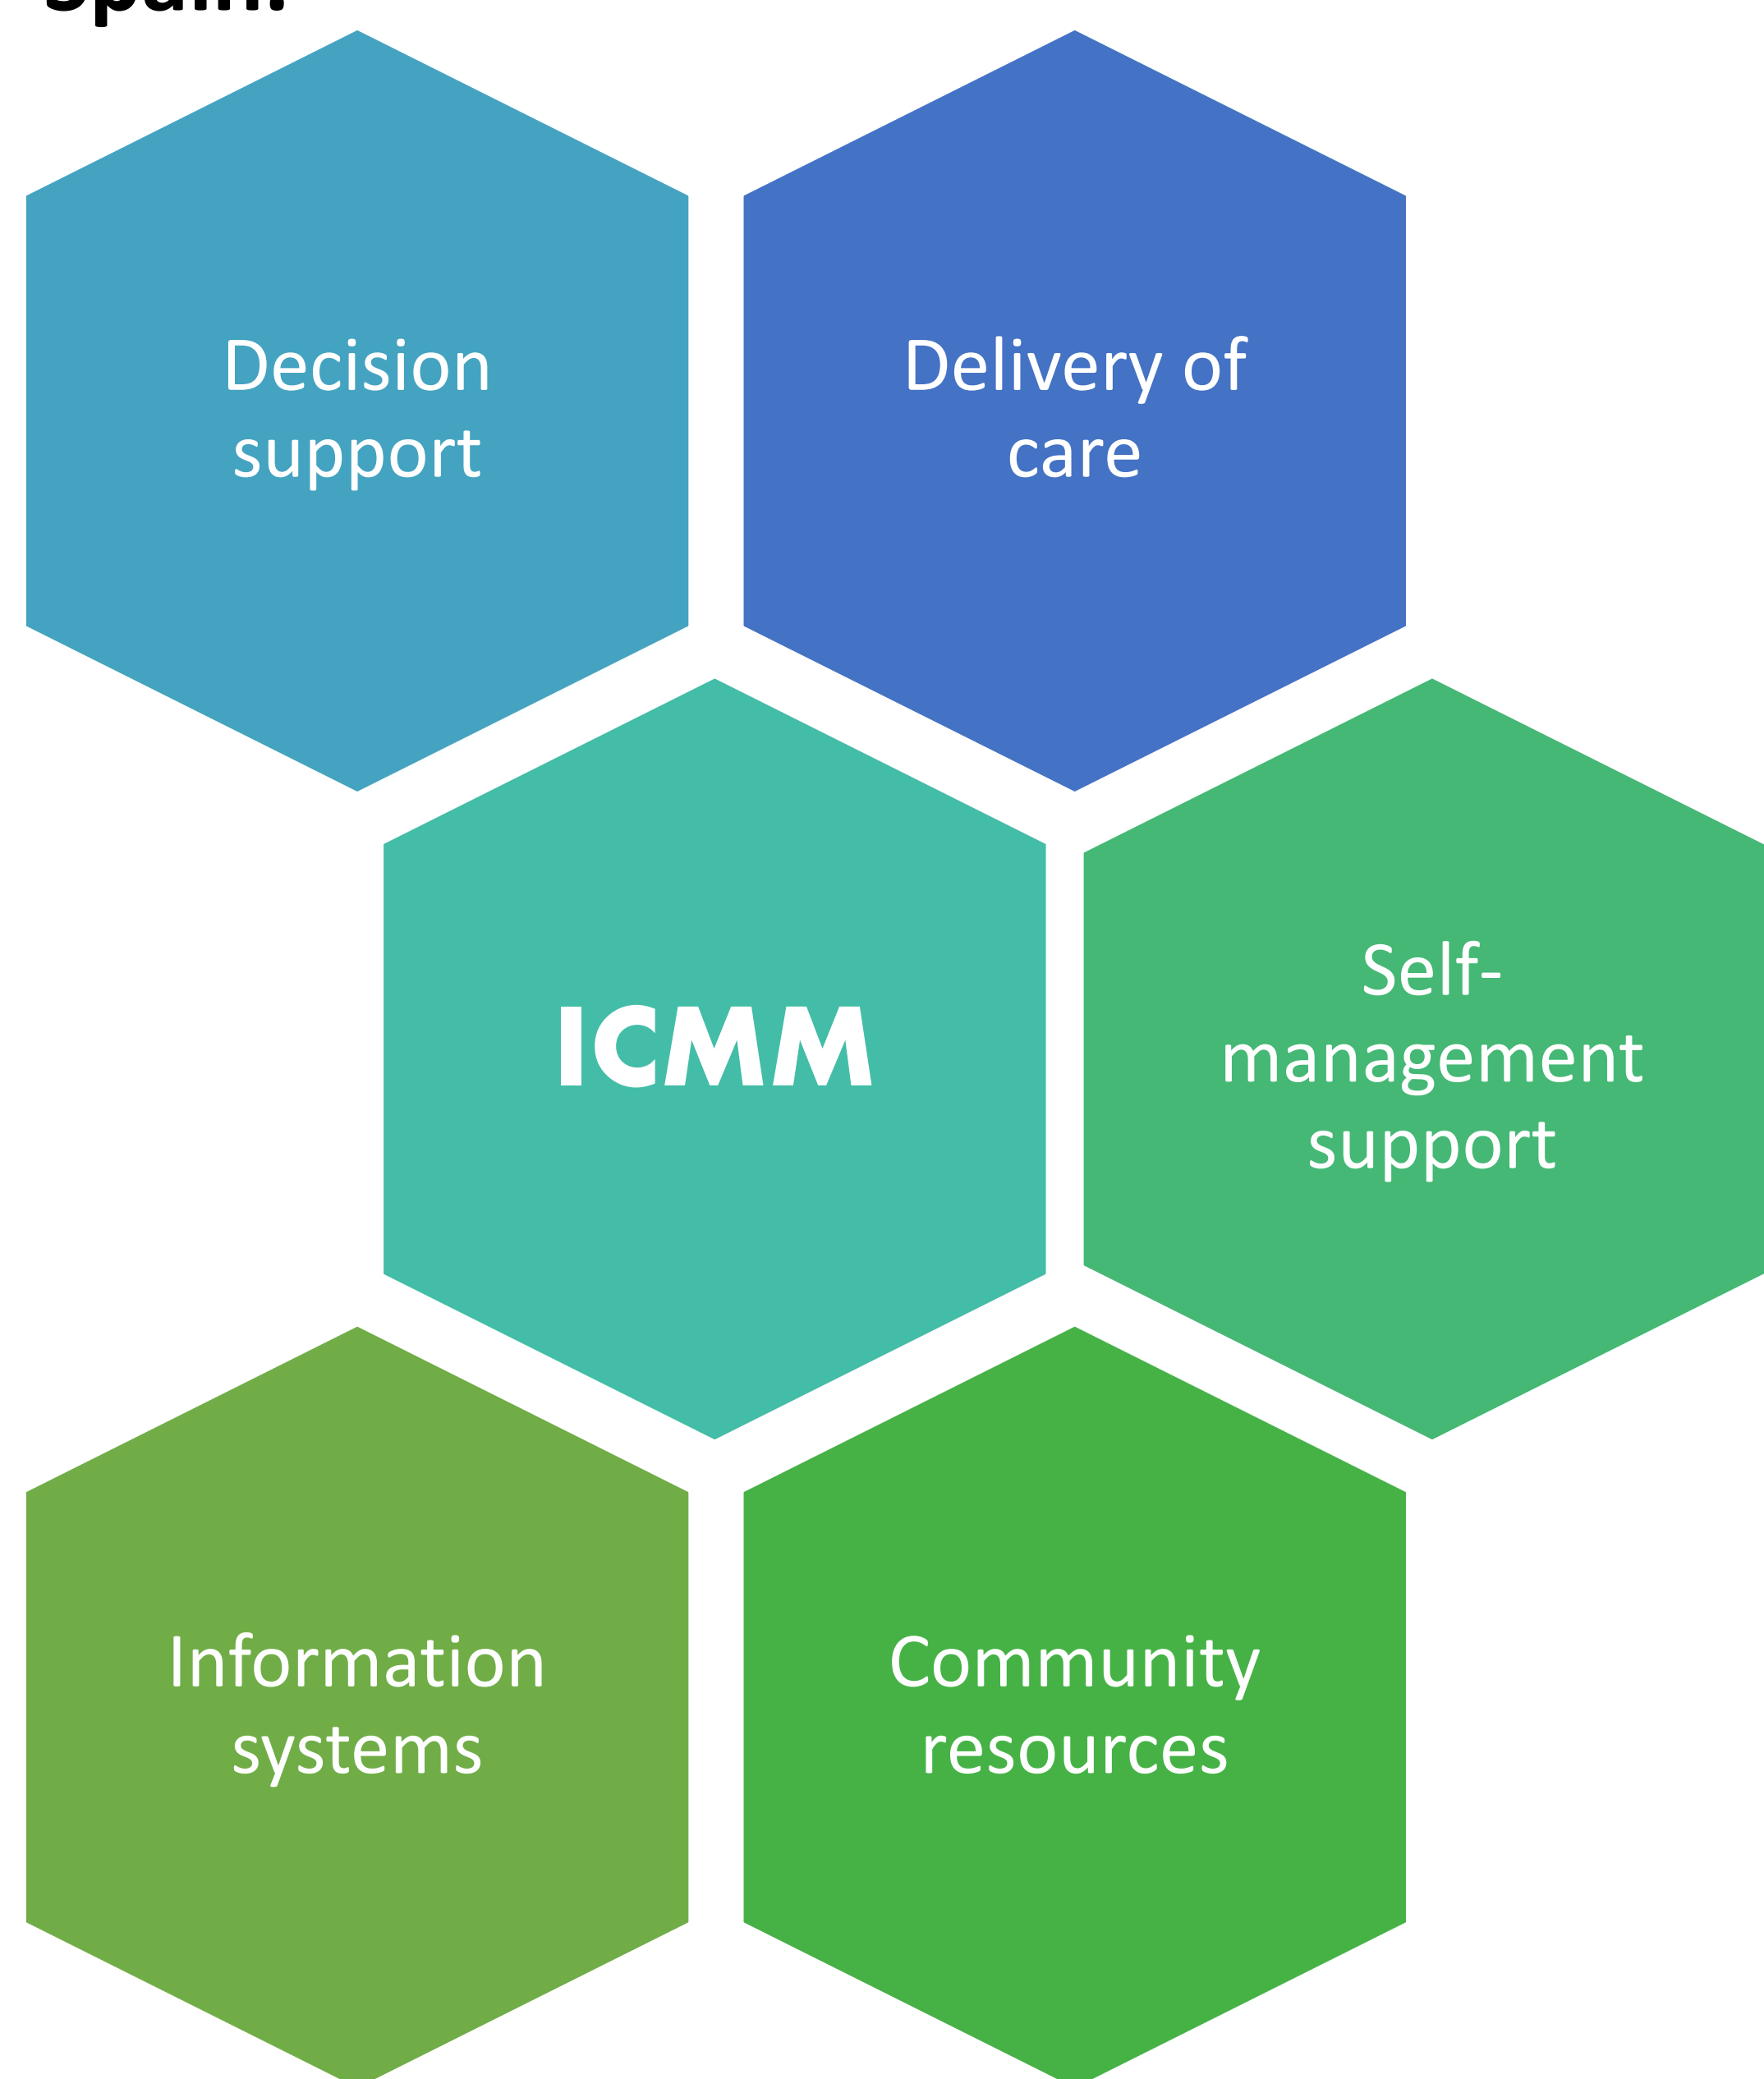 Decision
support
Delivery of
care
ICMM
Self-
management
support
Information
systems
Community
resources